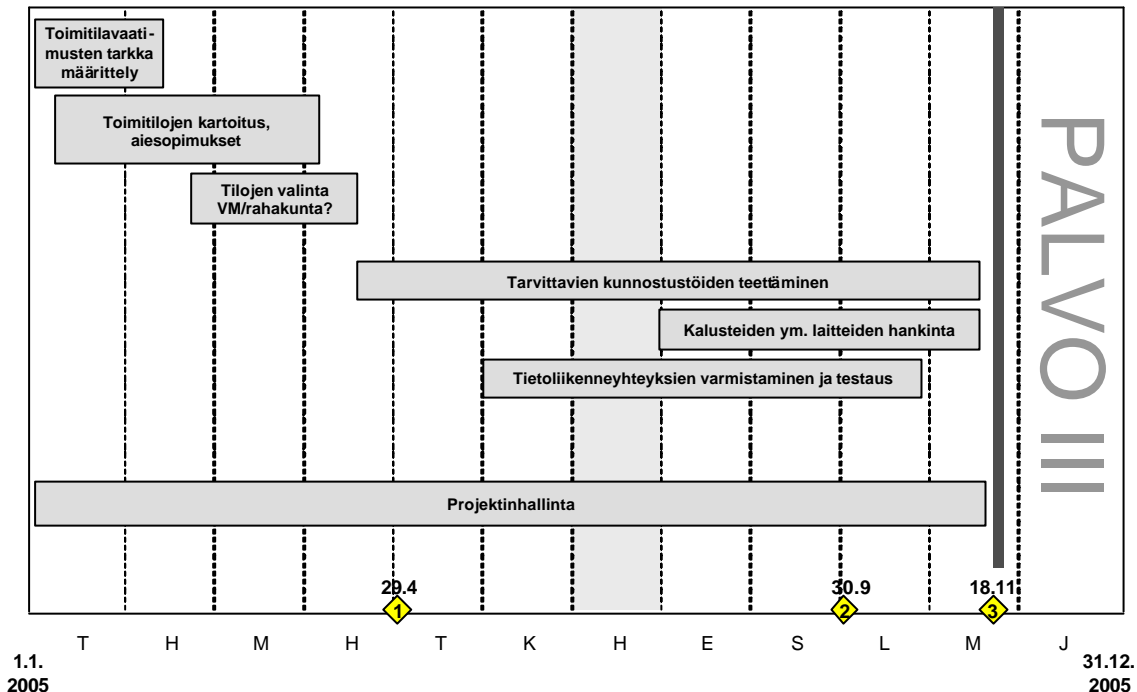 Toimitilavaati-
musten tarkka
määrittely
Toimitilojen kartoitus,
aiesopimukset
Tilojen valinta
VM/rahakunta?
Tarvittavien kunnostustöiden teettäminen
Kalusteiden ym. laitteiden hankinta
Tietoliikenneyhteyksien varmistaminen ja testaus
Projektinhallinta
PALVO III
29.4 30.9 18.11
1 2 3
T H M H T K H E S L M J
1.1. 31.12.
2005 2005